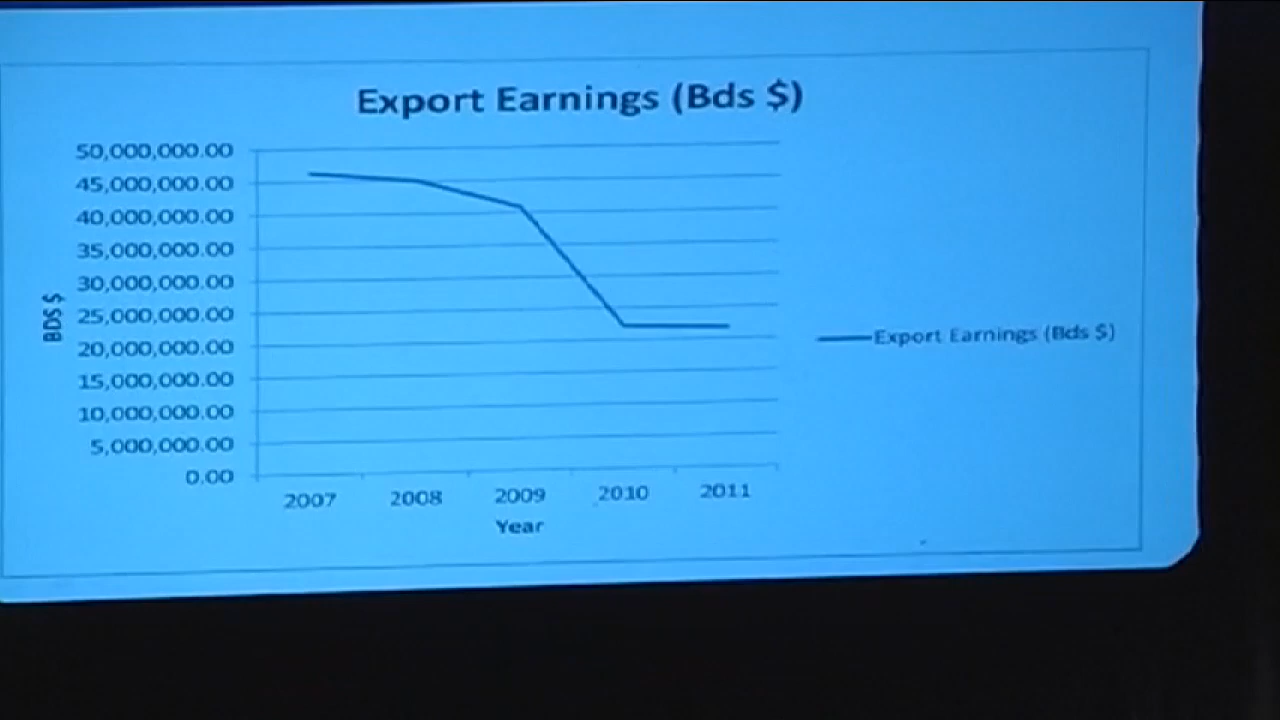 Export Earnings (Bds $)
50,000,000.00
45,000,000.00
40,000,000.00
35,000,000.00
30,000,000.00
25,000,000.00
20,000,000.00
15,000,000.00
10,000,000.00
5,000,000.00
0.00
BDS $
2007 2008 2009 2010 2011
Year
Export Earnings (Bds $)